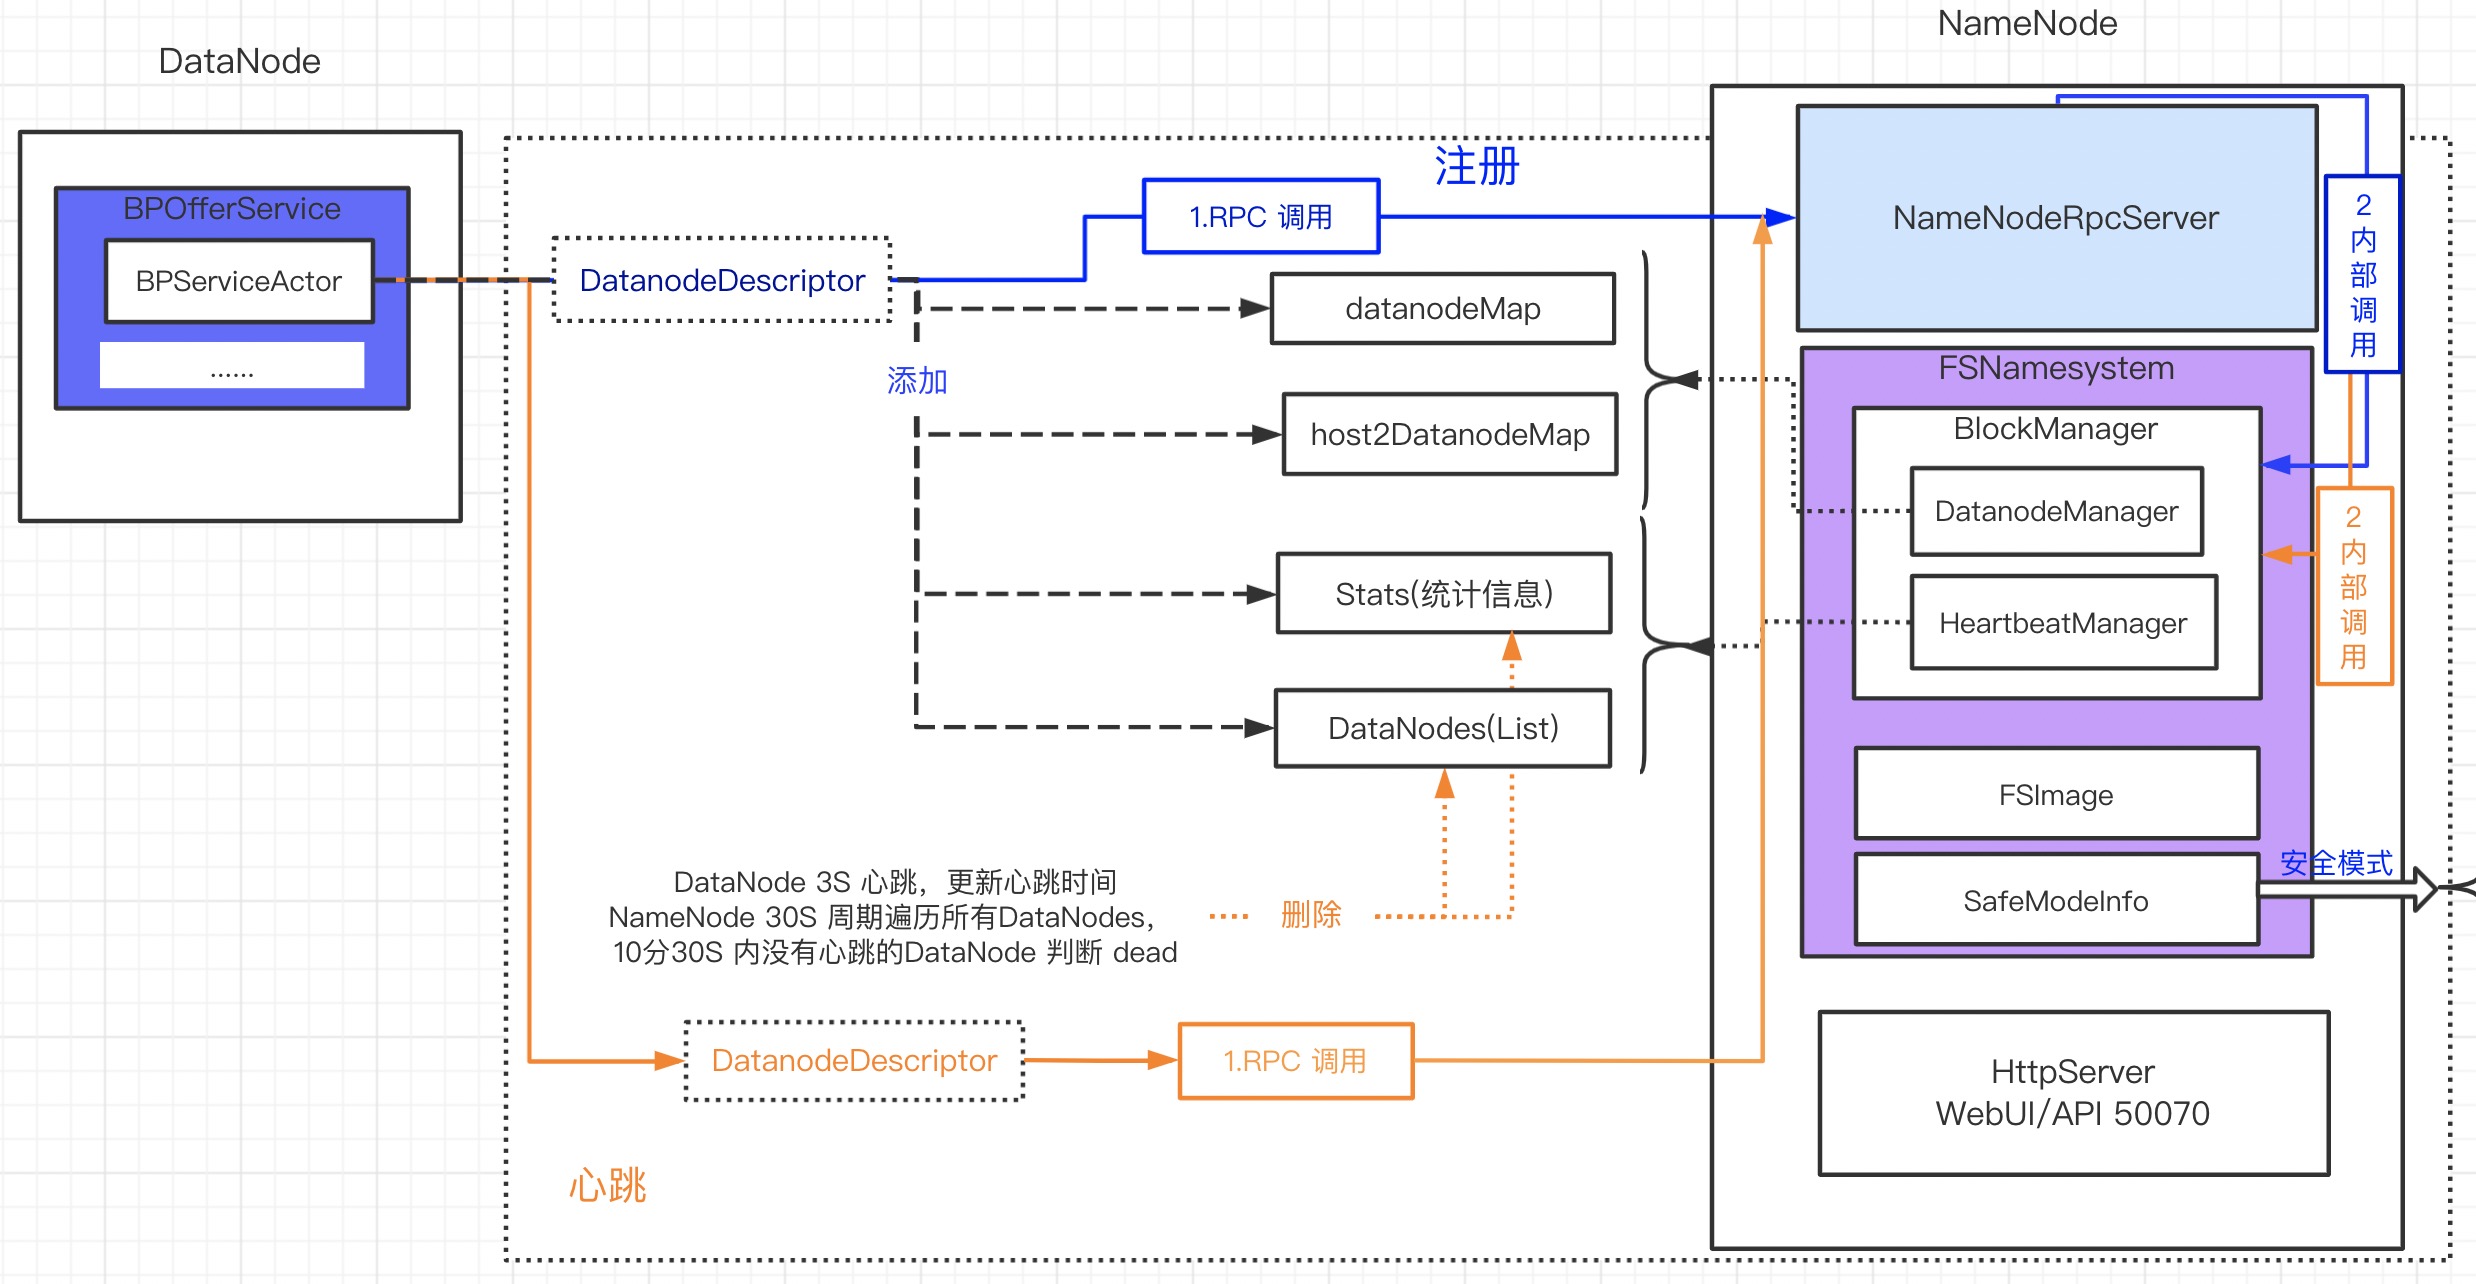 DataNode
NameNode
BPOfferService
BPServiceActor
......
DatanodeDescriptor
注册
1.RPC 调用
添加
datanodeMap
host2DatanodeMap
Stats(统计信息)
DataNodes(List)
DataNode 3S 心跳，更新心跳时间
NameNode 30S 周期遍历所有DataNodes，
10分30S 内没有心跳的DataNode 判断 dead
删除
DatanodeDescriptor
1.RPC 调用
心跳
NameNodeRpcServer
2
内
部
调
用
FSNamesystem
BlockManager
DatanodeManager
HeartbeatManager
2
内
部
调
用
FSImage
SafeModeInfo
安全模式
HttpServer
WebUI/API 50070